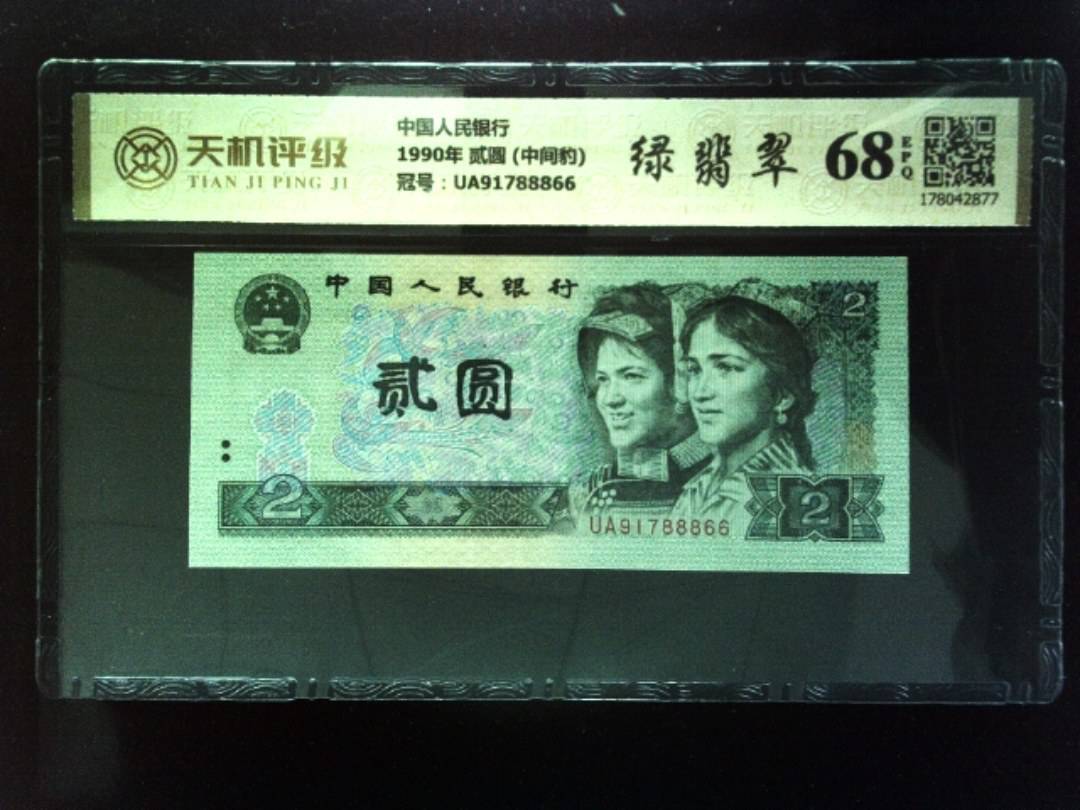 天机评级
TIAN JI PING JI
中国人民银行
1990年 贰圆 (中间豹)
冠号：UA91788866
绿翡翠
68
EPQ
178042877
中国人民银行
2
贰圆
2
UA91788866
2